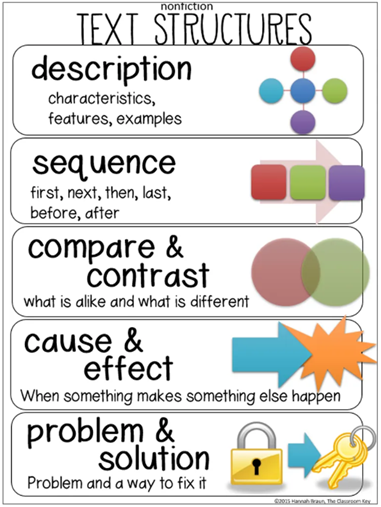 nonfiction
TEXT STRUCTURES
description
characteristics,
features, examples
sequence
first, next, then, last,
before, after
compare &
contrast
what is alike and what is different
cause &
effect
When something makes something else happen
problem &
solution
Problem and a way to fix it
©2015 Hannah Braun, The Classroom Key